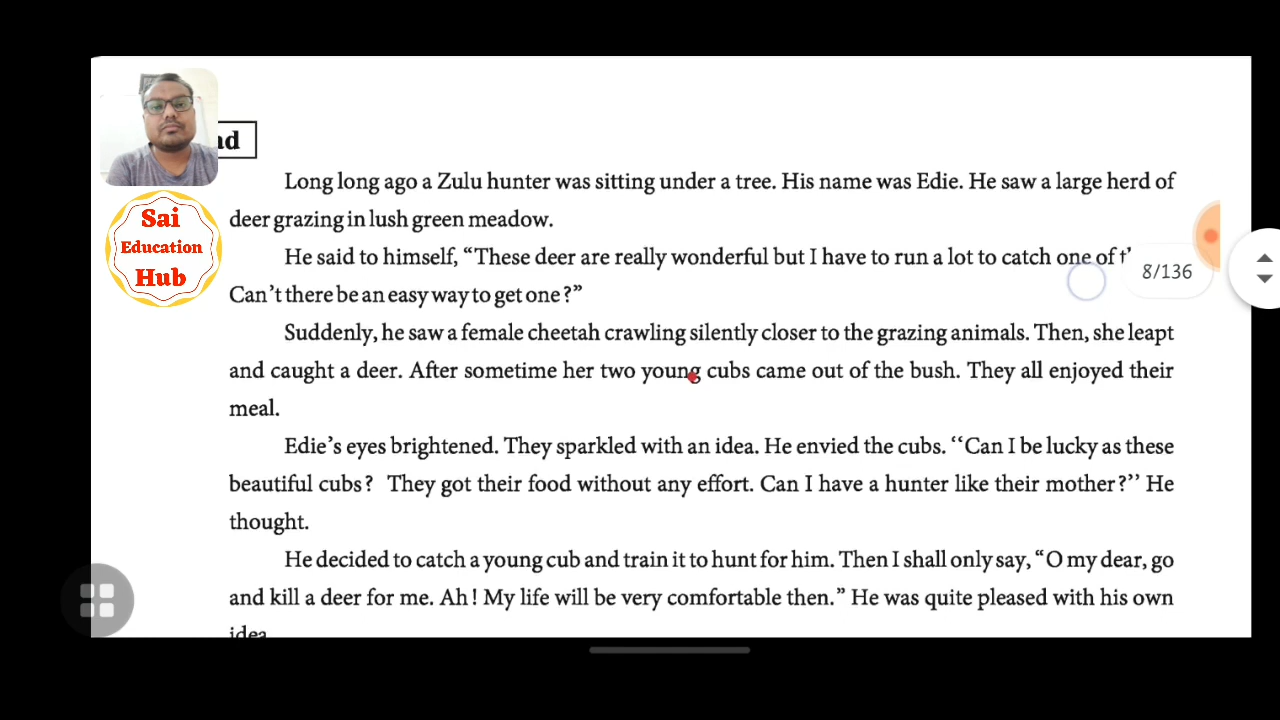 ad
Sai
Education
Hub
Long long ago a Zulu hunter was sitting under a tree. His name was Edie. He saw a large herd of
deer grazing in lush green meadow.
He said to himself, “These deer are really wonderful but I have to run a lot to catch one of
8/136
Can’t there be an easy way to get one?”
Suddenly, he saw a female cheetah crawling silently closer to the grazing animals. Then, she leapt
and caught a deer. After sometime her two young cubs came out of the bush. They all enjoyed their
meal.
Edie’s eyes brightened. They sparkled with an idea. He envied the cubs. ‘‘Can I be lucky as these
beautiful cubs? They got their food without any effort. Can I have a hunter like their mother?’’ He
thought.
He decided to catch a young cub and train it to hunt for him. Then I shall only say, “O my dear, go
and kill a deer for me. Ah! My life will be very comfortable then.” He was quite pleased with his own
idea